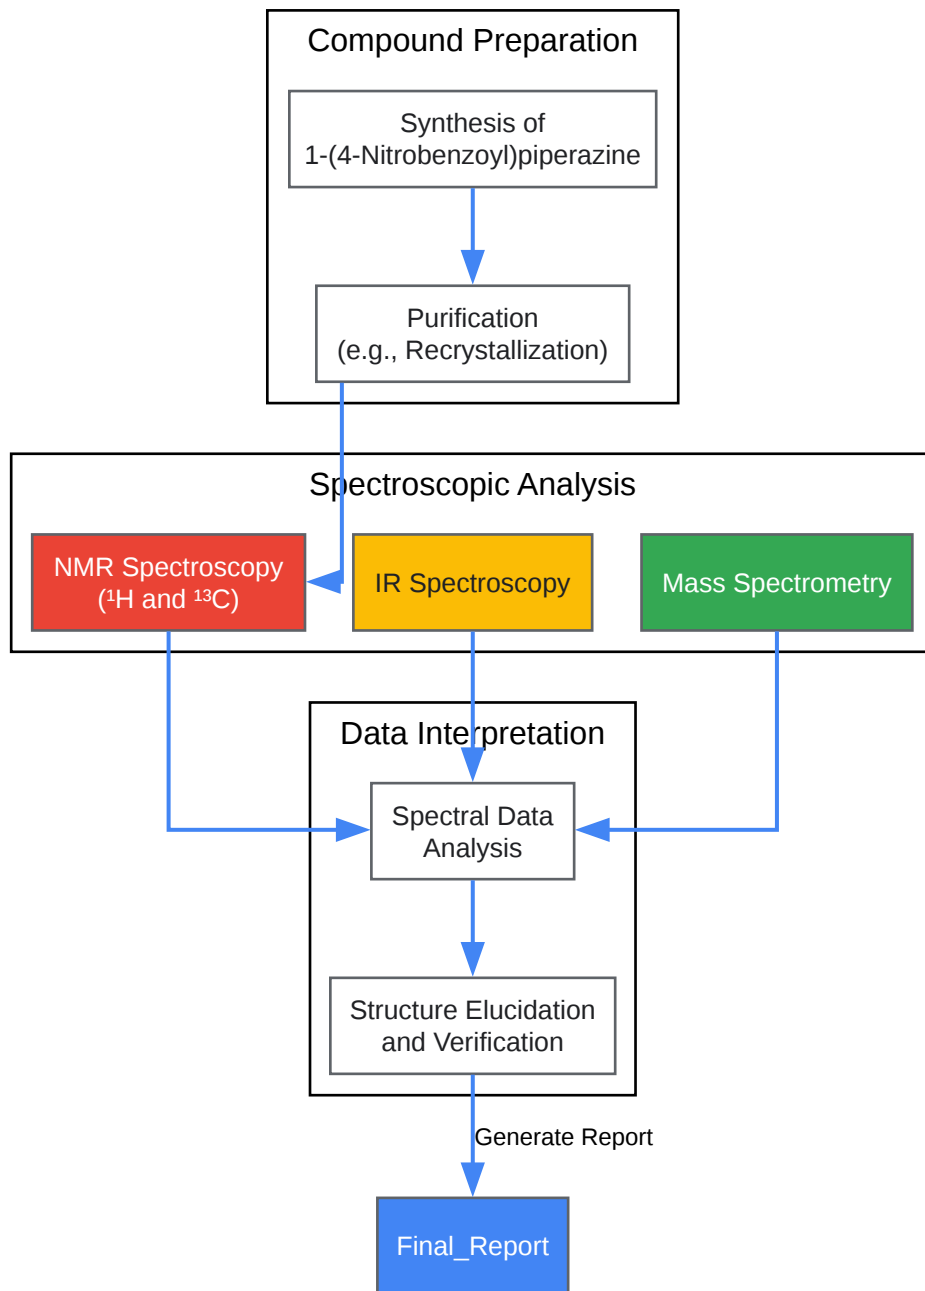 Compound Preparation
Synthesis of
1-(4-Nitrobenzoyl)piperazine
Purification
(e.g., Recrystallization)
Spectroscopic Analysis
NMR Spectroscopy
(¹H and ¹³C)
IR Spectroscopy
Mass Spectrometry
Data Interpretation
Spectral Data
Analysis
Structure Elucidation
and Verification
Generate Report
Final_Report